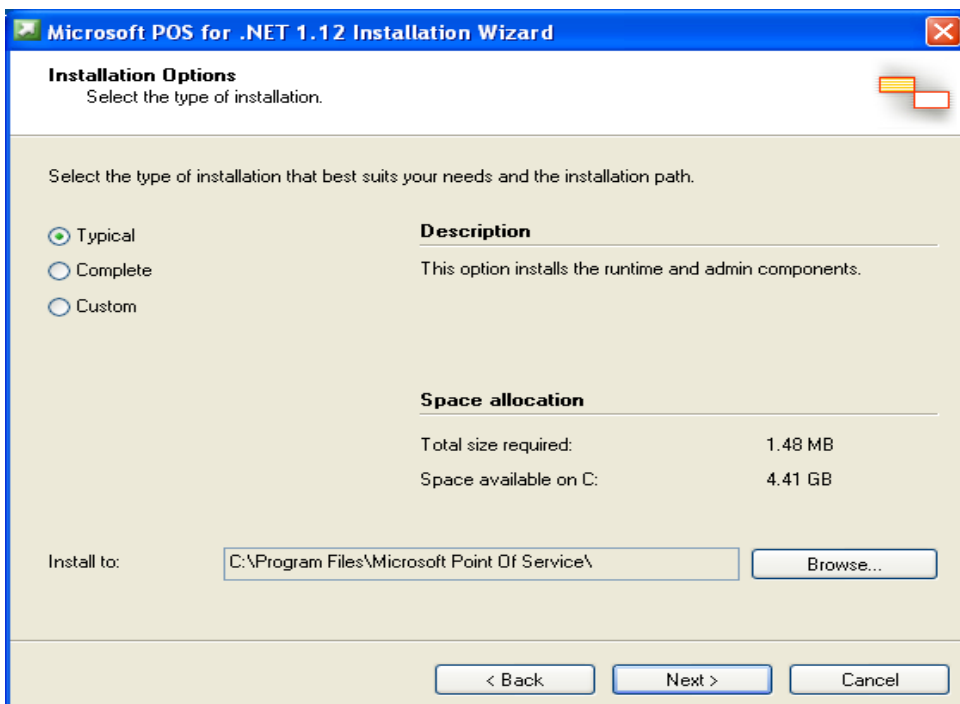 Microsoft POS for .NET 1.12 Installation Wizard
Installation Options
Select the type of installation.
Select the type of installation that best suits your needs and the installation path.
Typical
Complete
Custom
Description
This option installs the runtime and admin components.
Space allocation
Total size required: 1.48 MB
Space available on C: 4.41 GB
Install to: C:\Program Files\Microsoft Point Of Service\ Browse...
< Back Next > Cancel